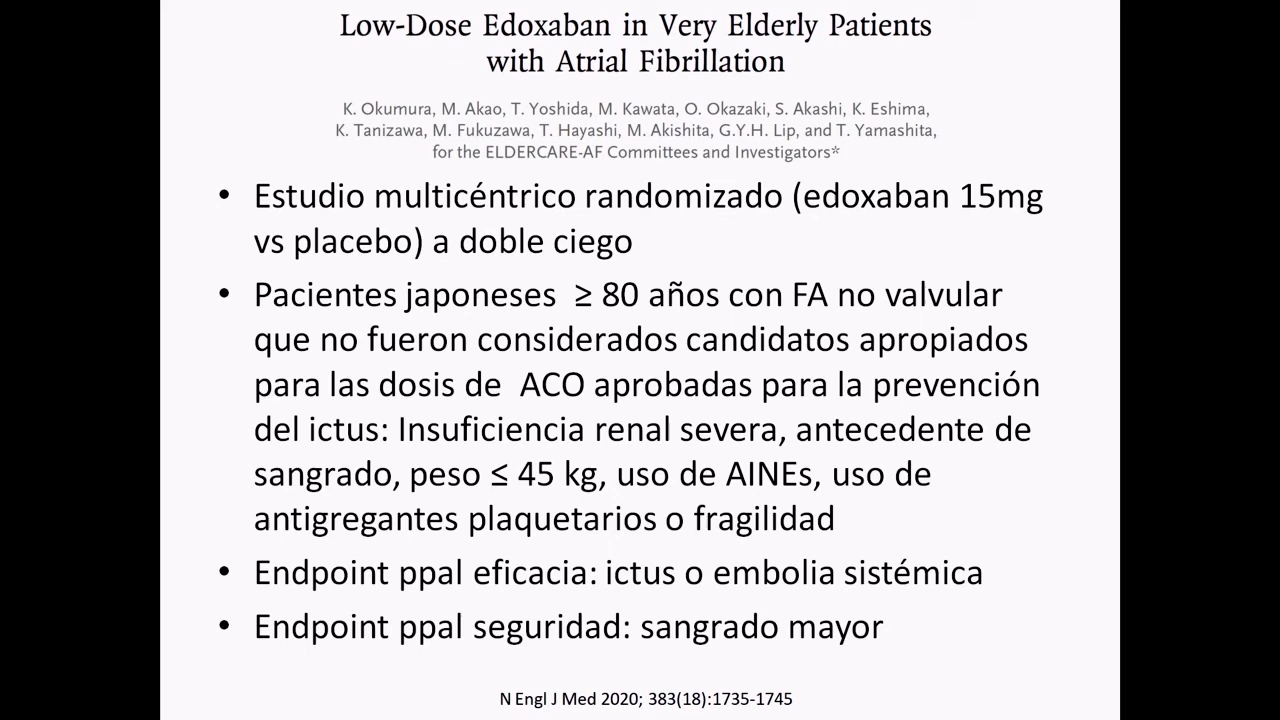 Low-Dose Edoxaban in Very Elderly Patients
with Atrial Fibrillation
K. Okumura, M. Akao, T. Yoshida, M. Kawata, O. Okazaki, S. Akashi, K. Eshima,
K. Tanizawa, M. Fukuzawa, T. Hayashi, M. Akishita, G.Y.H. Lip, and T. Yamashita,
for the ELDERCARE-AF Committees and Investigators*
• Estudio multicéntrico randomizado (edoxaban 15mg
vs placebo) a doble ciego
• Pacientes japoneses ≥ 80 años con FA no valvular
que no fueron considerados candidatos apropiados
para las dosis de ACO aprobadas para la prevención
del ictus: Insuficiencia renal severa, antecedente de
sangrado, peso ≤ 45 kg, uso de AINEs, uso de
antigregantes plaquetarios o fragilidad
• Endpoint ppal eficacia: ictus o embolia sistémica
• Endpoint ppal seguridad: sangrado mayor
N Engl J Med 2020; 383(18):1735-1745